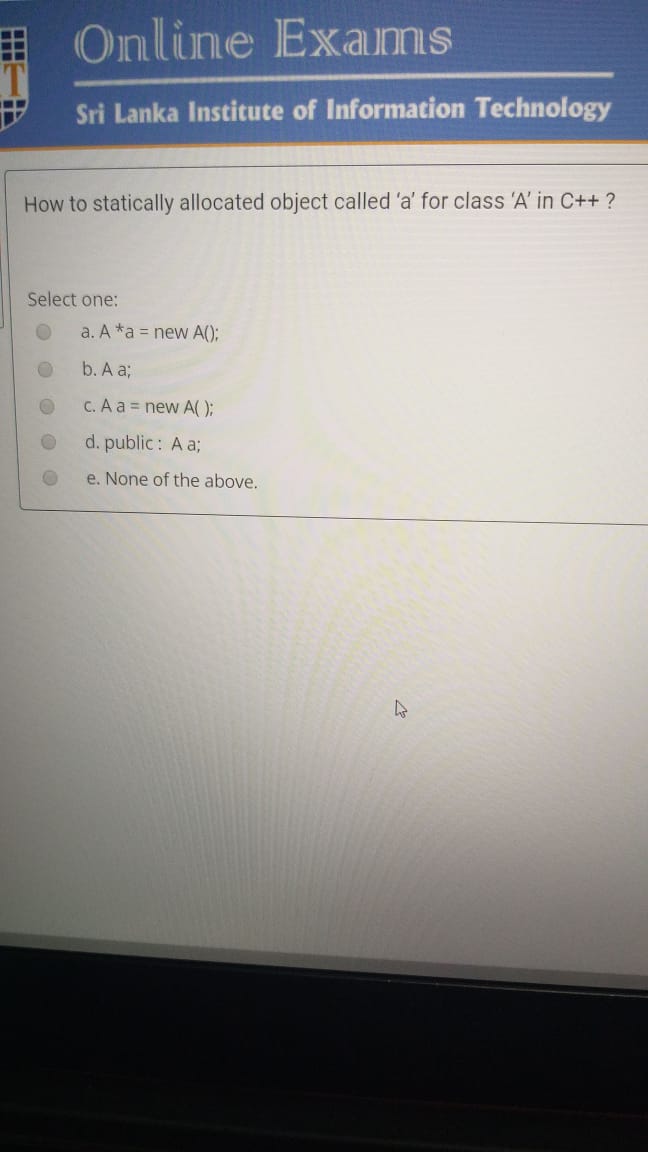 Online Exams
T
Sri Lanka Institute of Information Technology
How to statically allocated object called ‘a’ for class ‘A’ in C++ ?
Select one:
a. A *a = new A();
b. A a;
c. A a = new A( );
d. public : A a;
e. None of the above.